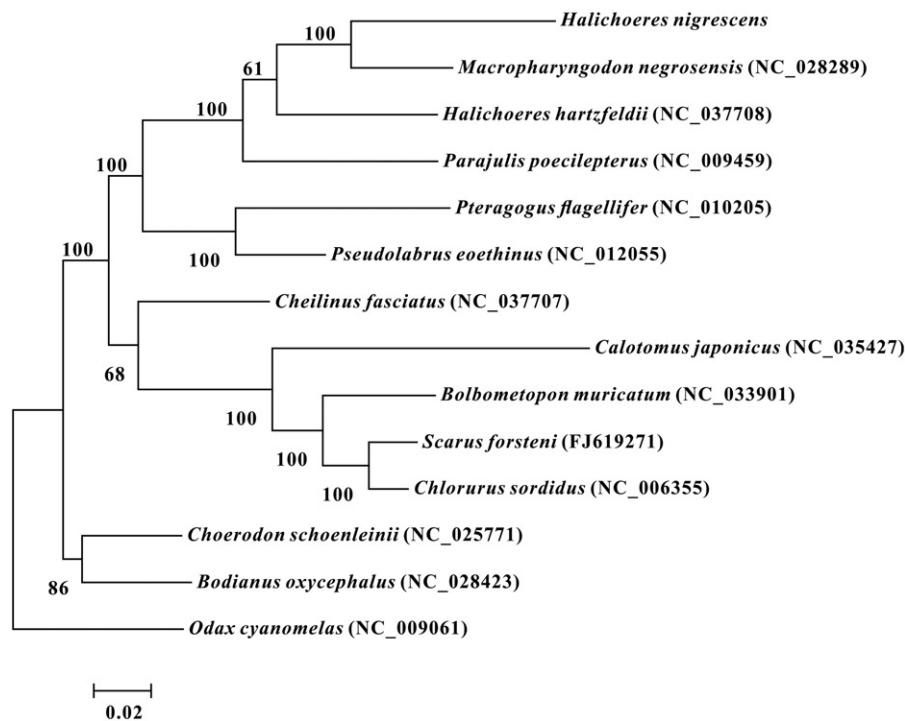 Halichoeres nigrescens
100
Macropharyngodon negrosensis (NC_028289)
61
Halichoeres hartzfeldii (NC_037708)
100
Parajulis poecilepterus (NC_009459)
100
Pteragogus flagellifer (NC_010205)
100
Pseudolabrus eoethinus (NC_012055)
100
Cheilinus fasciatus (NC_037707)
Calotomus japonicus (NC_035427)
68
Bolbometopon muricatum (NC_033901)
100
Scarus forsteni (FJ619271)
100
Chlorurus sordidus (NC_006355)
100
Choerodon schoenleinii (NC_025771)
Bodianus oxycephalus (NC_028423)
86
Odax cyanomelas (NC_009061)
0.02